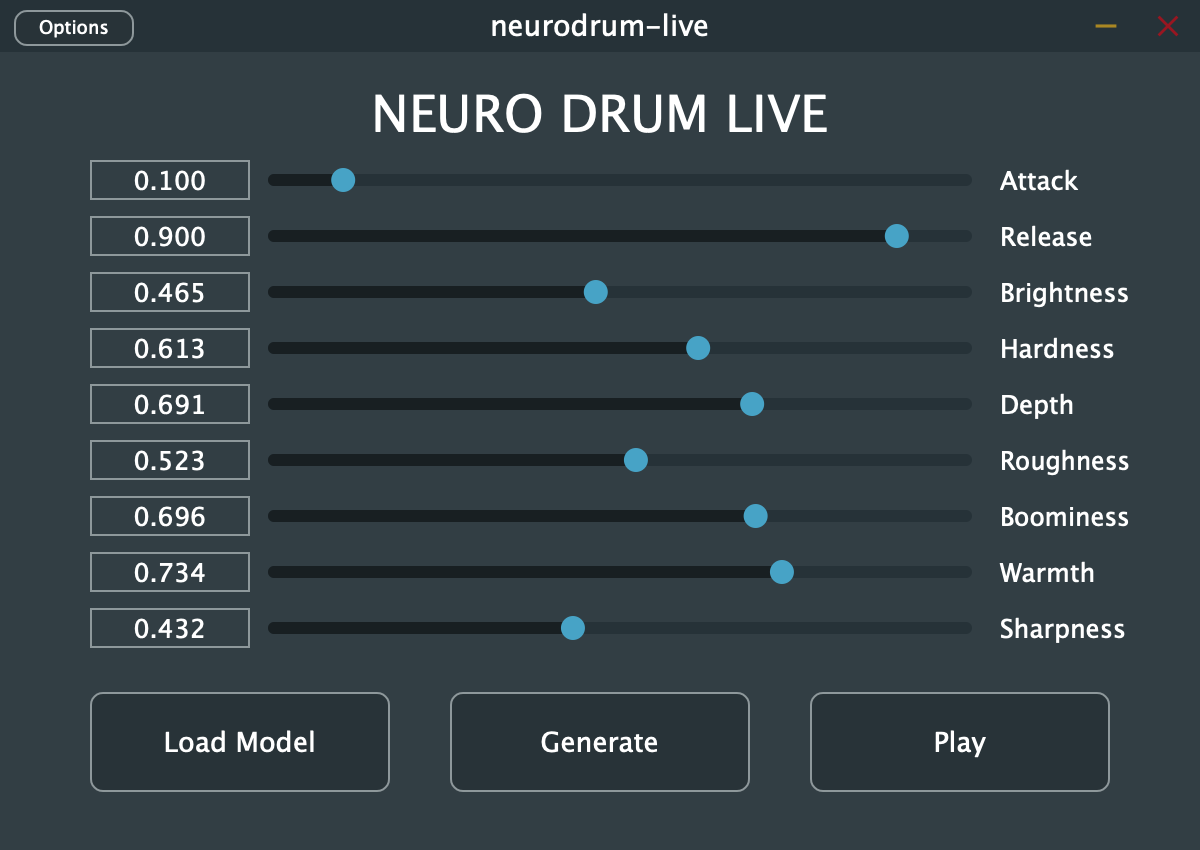 Options
neurodrum-live
NEURO DRUM LIVE
0.100 Attack
0.900 Release
0.465 Brightness
0.613 Hardness
0.691 Depth
0.523 Roughness
0.696 Boominess
0.734 Warmth
0.432 Sharpness
Load Model
Generate
Play